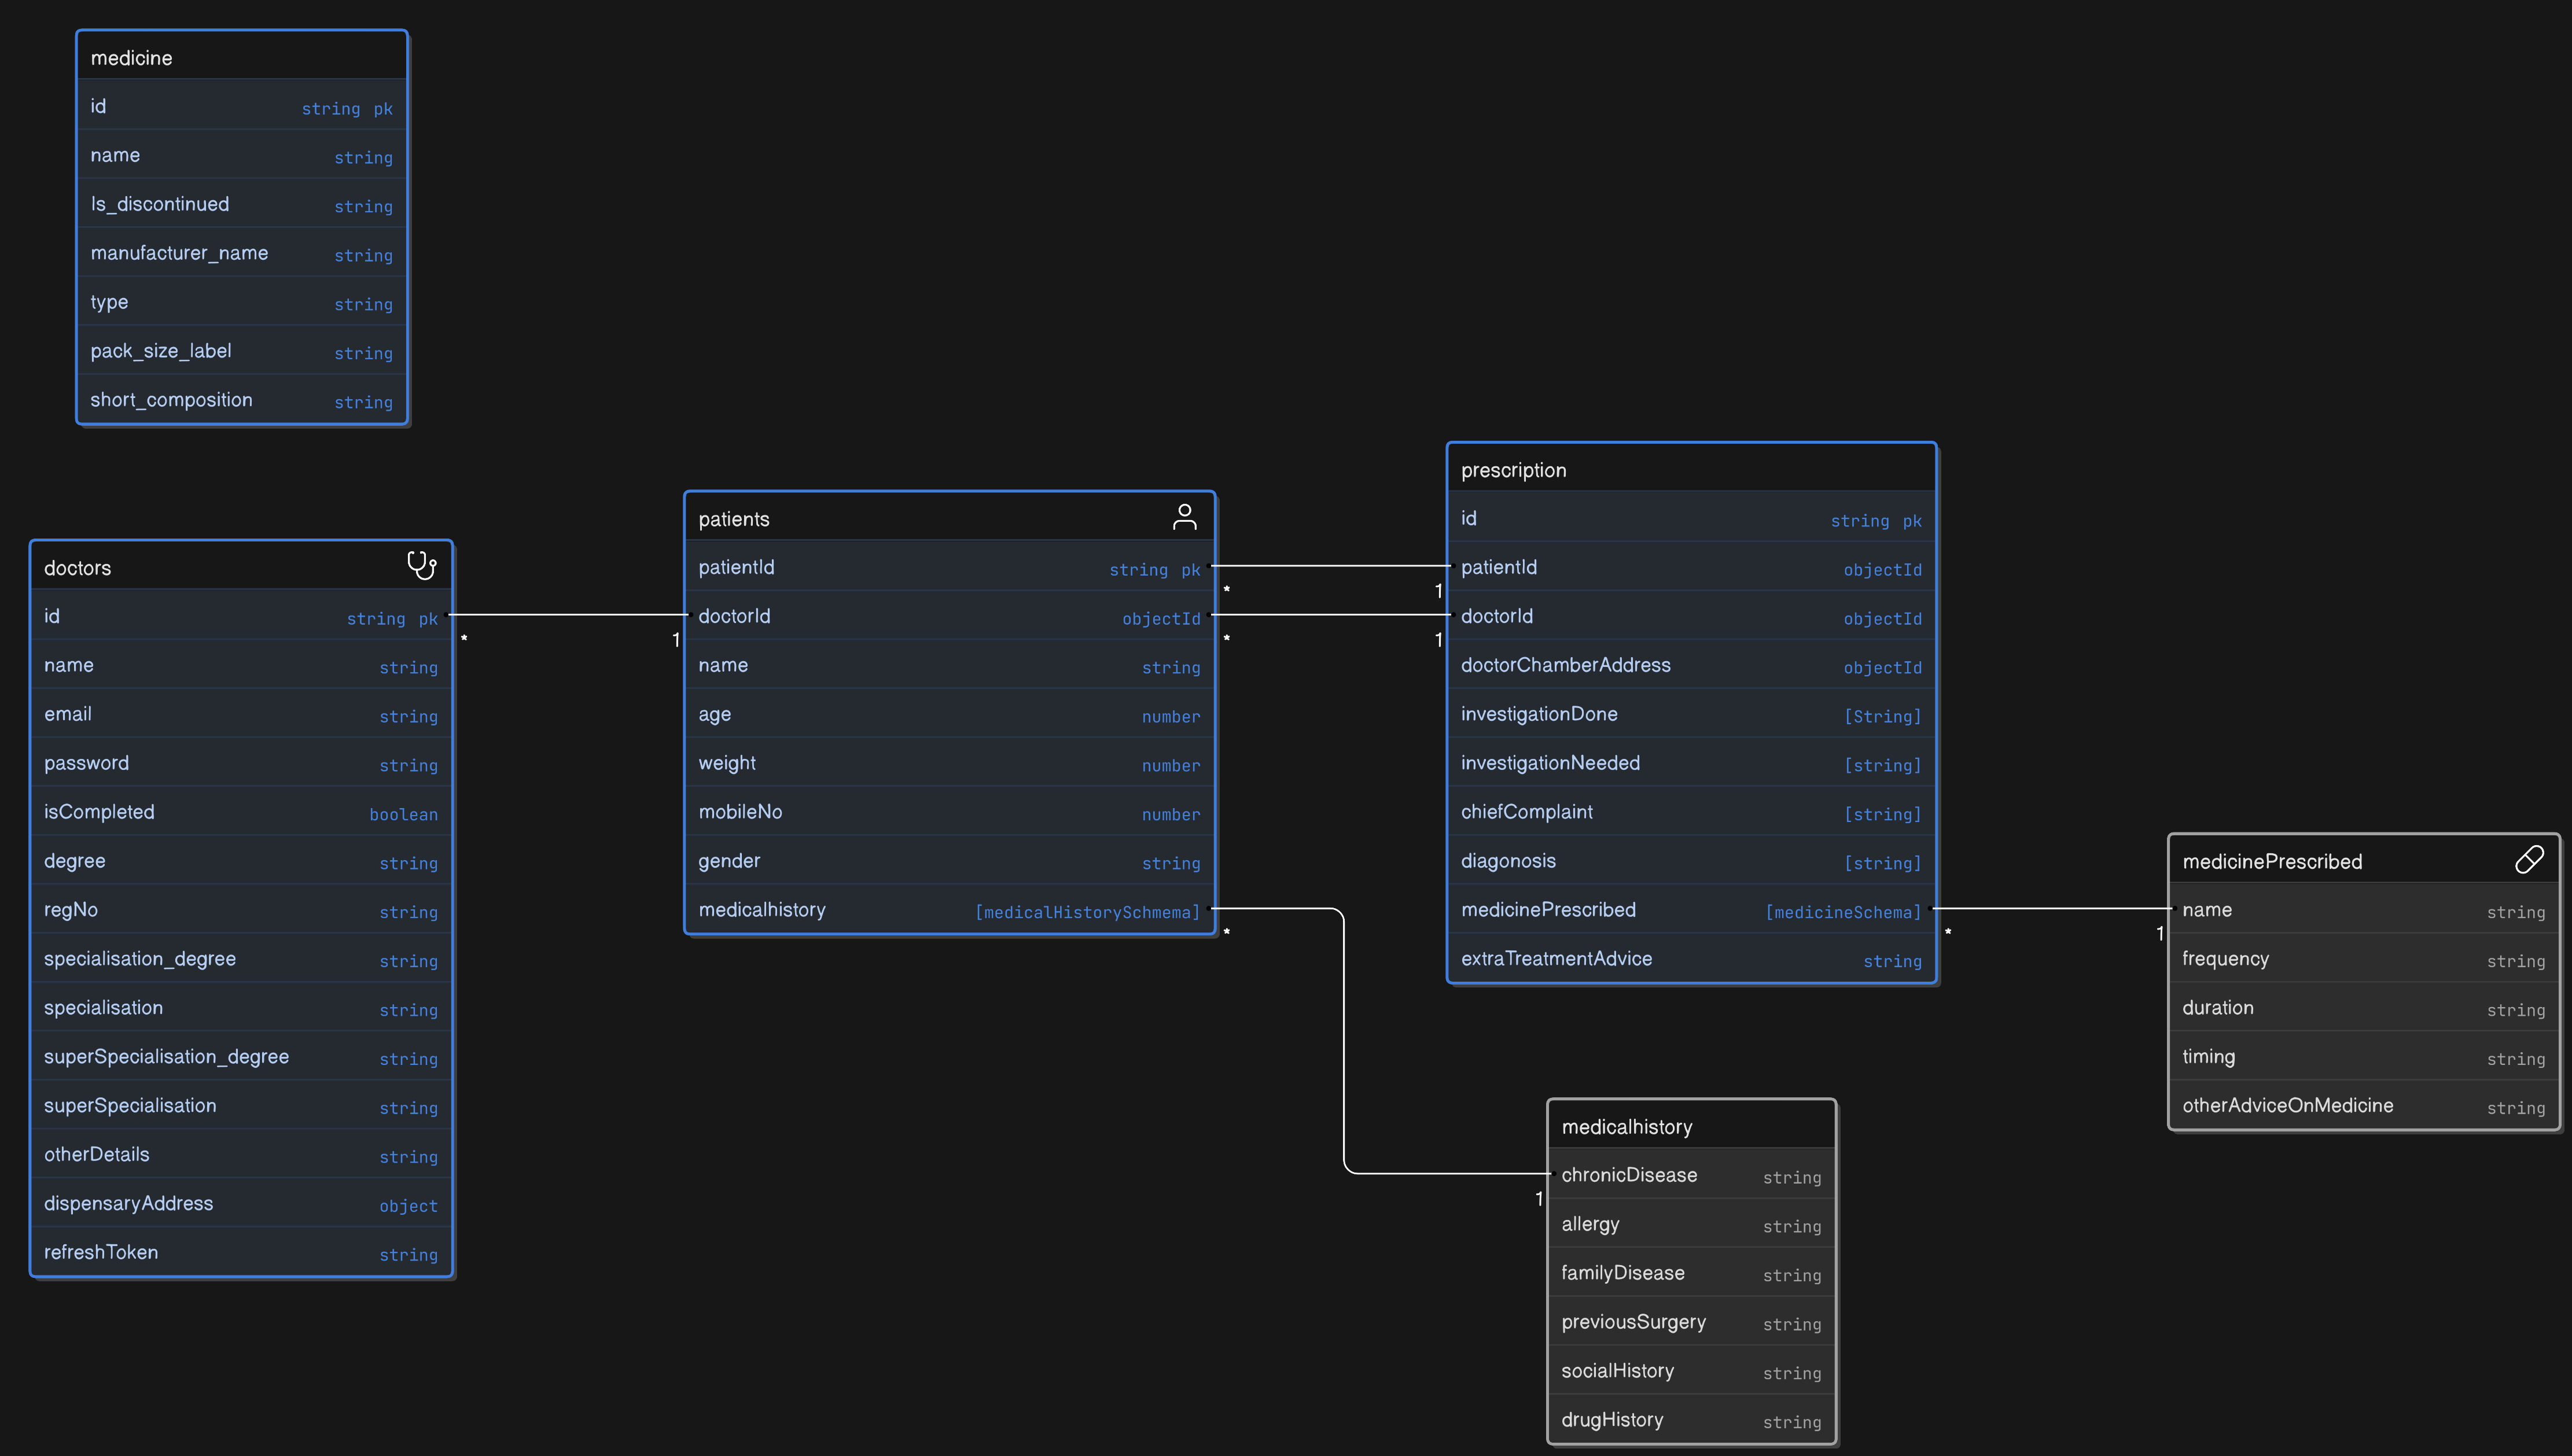 medicine
id string pk
name string
Is_discontinued string
manufacturer_name string
type string
pack_size_label string
short_composition string
doctors
id string pk
name string
email string
password string
isCompleted boolean
degree string
regNo string
specialisation_degree string
specialisation string
superSpecialisation_degree string
superSpecialisation string
otherDetails string
dispensaryAddress object
refreshToken string
* 1
patients
patientId string pk
doctorId objectId
name string
age number
weight number
mobileNo number
gender string
medicalhistory [medicalHistorySchmema]
* 1
* 1
* 1
prescription
id string pk
patientId objectId
doctorId objectId
doctorChamberAddress objectId
investigationDone [String]
investigationNeeded [string]
chiefComplaint [string]
diagonosis [string]
medicinePrescribed [medicineSchema]
extraTreatmentAdvice string
* 1
medicinePrescribed
name string
frequency string
duration string
timing string
otherAdviceOnMedicine string
medicalhistory
chronicDisease string
allergy string
familyDisease string
previousSurgery string
socialHistory string
drugHistory string